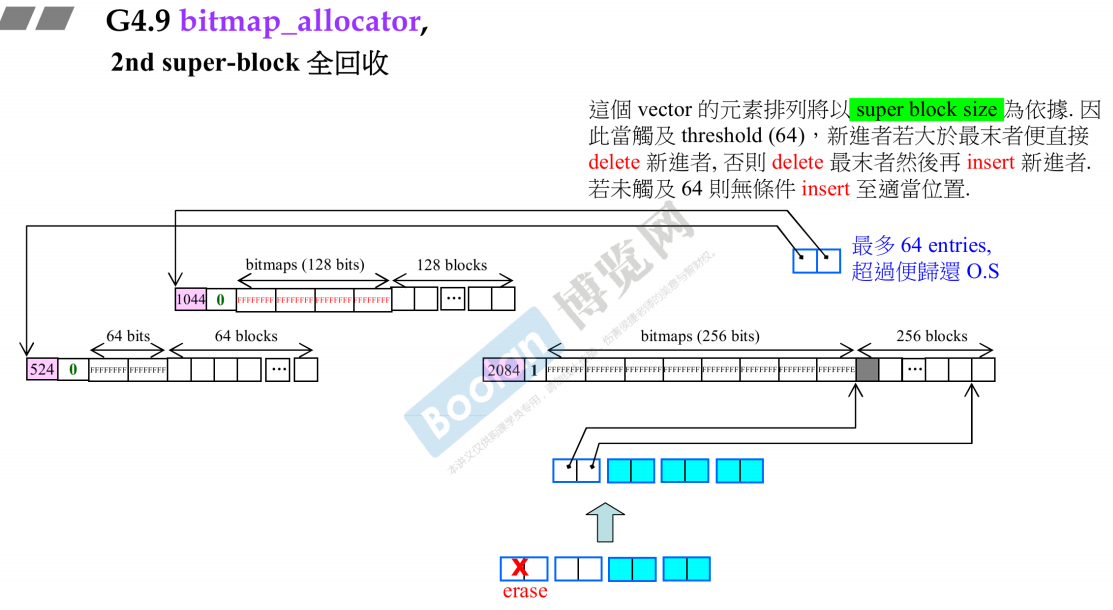 G4.9 bitmap_allocator,
2nd super-block 全回收
這個 vector 的元素排列將以 super block size 為依據. 因
此當觸及 threshold (64)，新進者若大於最末者便直接
delete 新進者, 否則 delete 最末者然後再 insert 新進者.
若未觸及 64 則無條件 insert 至適當位置.
最多 64 entries,
超過便歸還 O.S
bitmaps (128 bits) 128 blocks
1044 0 FFFFFFFF FFFFFFFF FFFFFFFF FFFFFFFF ...
64 bits 64 blocks
524 0 FFFFFFFF FFFFFFFF ...
bitmaps (256 bits) 256 blocks
2084 1 FFFFFFFF FFFFFFFF FFFFFFFF FFFFFFFF FFFFFFFF FFFFFFFF FFFFFFFF FFFFFFFE ...
Boolan 博览网
X
erase